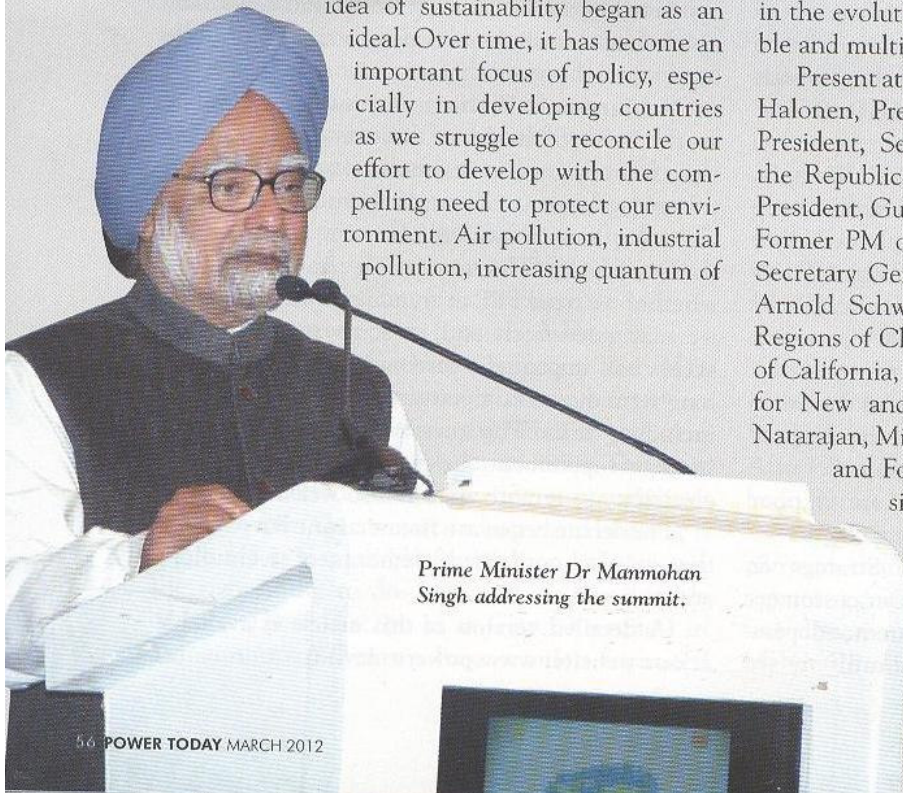 idea of sustainability began as an
ideal. Over time, it has become an
important focus of policy, espe-
cially in developing countries
as we struggle to reconcile our
effort to develop with the com-
pelling need to protect our envi-
ronment. Air pollution, industrial
pollution, increasing quantum of
in the evolut
ble and multi
Present at
Halonen, Pre
President, Se
the Republic
President, Gu
Former PM o
Secretary Ge
Arnold Schw
Regions of Cl
of California,
for New and
Natarajan, Mi
and Fo
si
Prime Minister Dr Manmohan
Singh addressing the summit.
56 POWER TODAY MARCH 2012